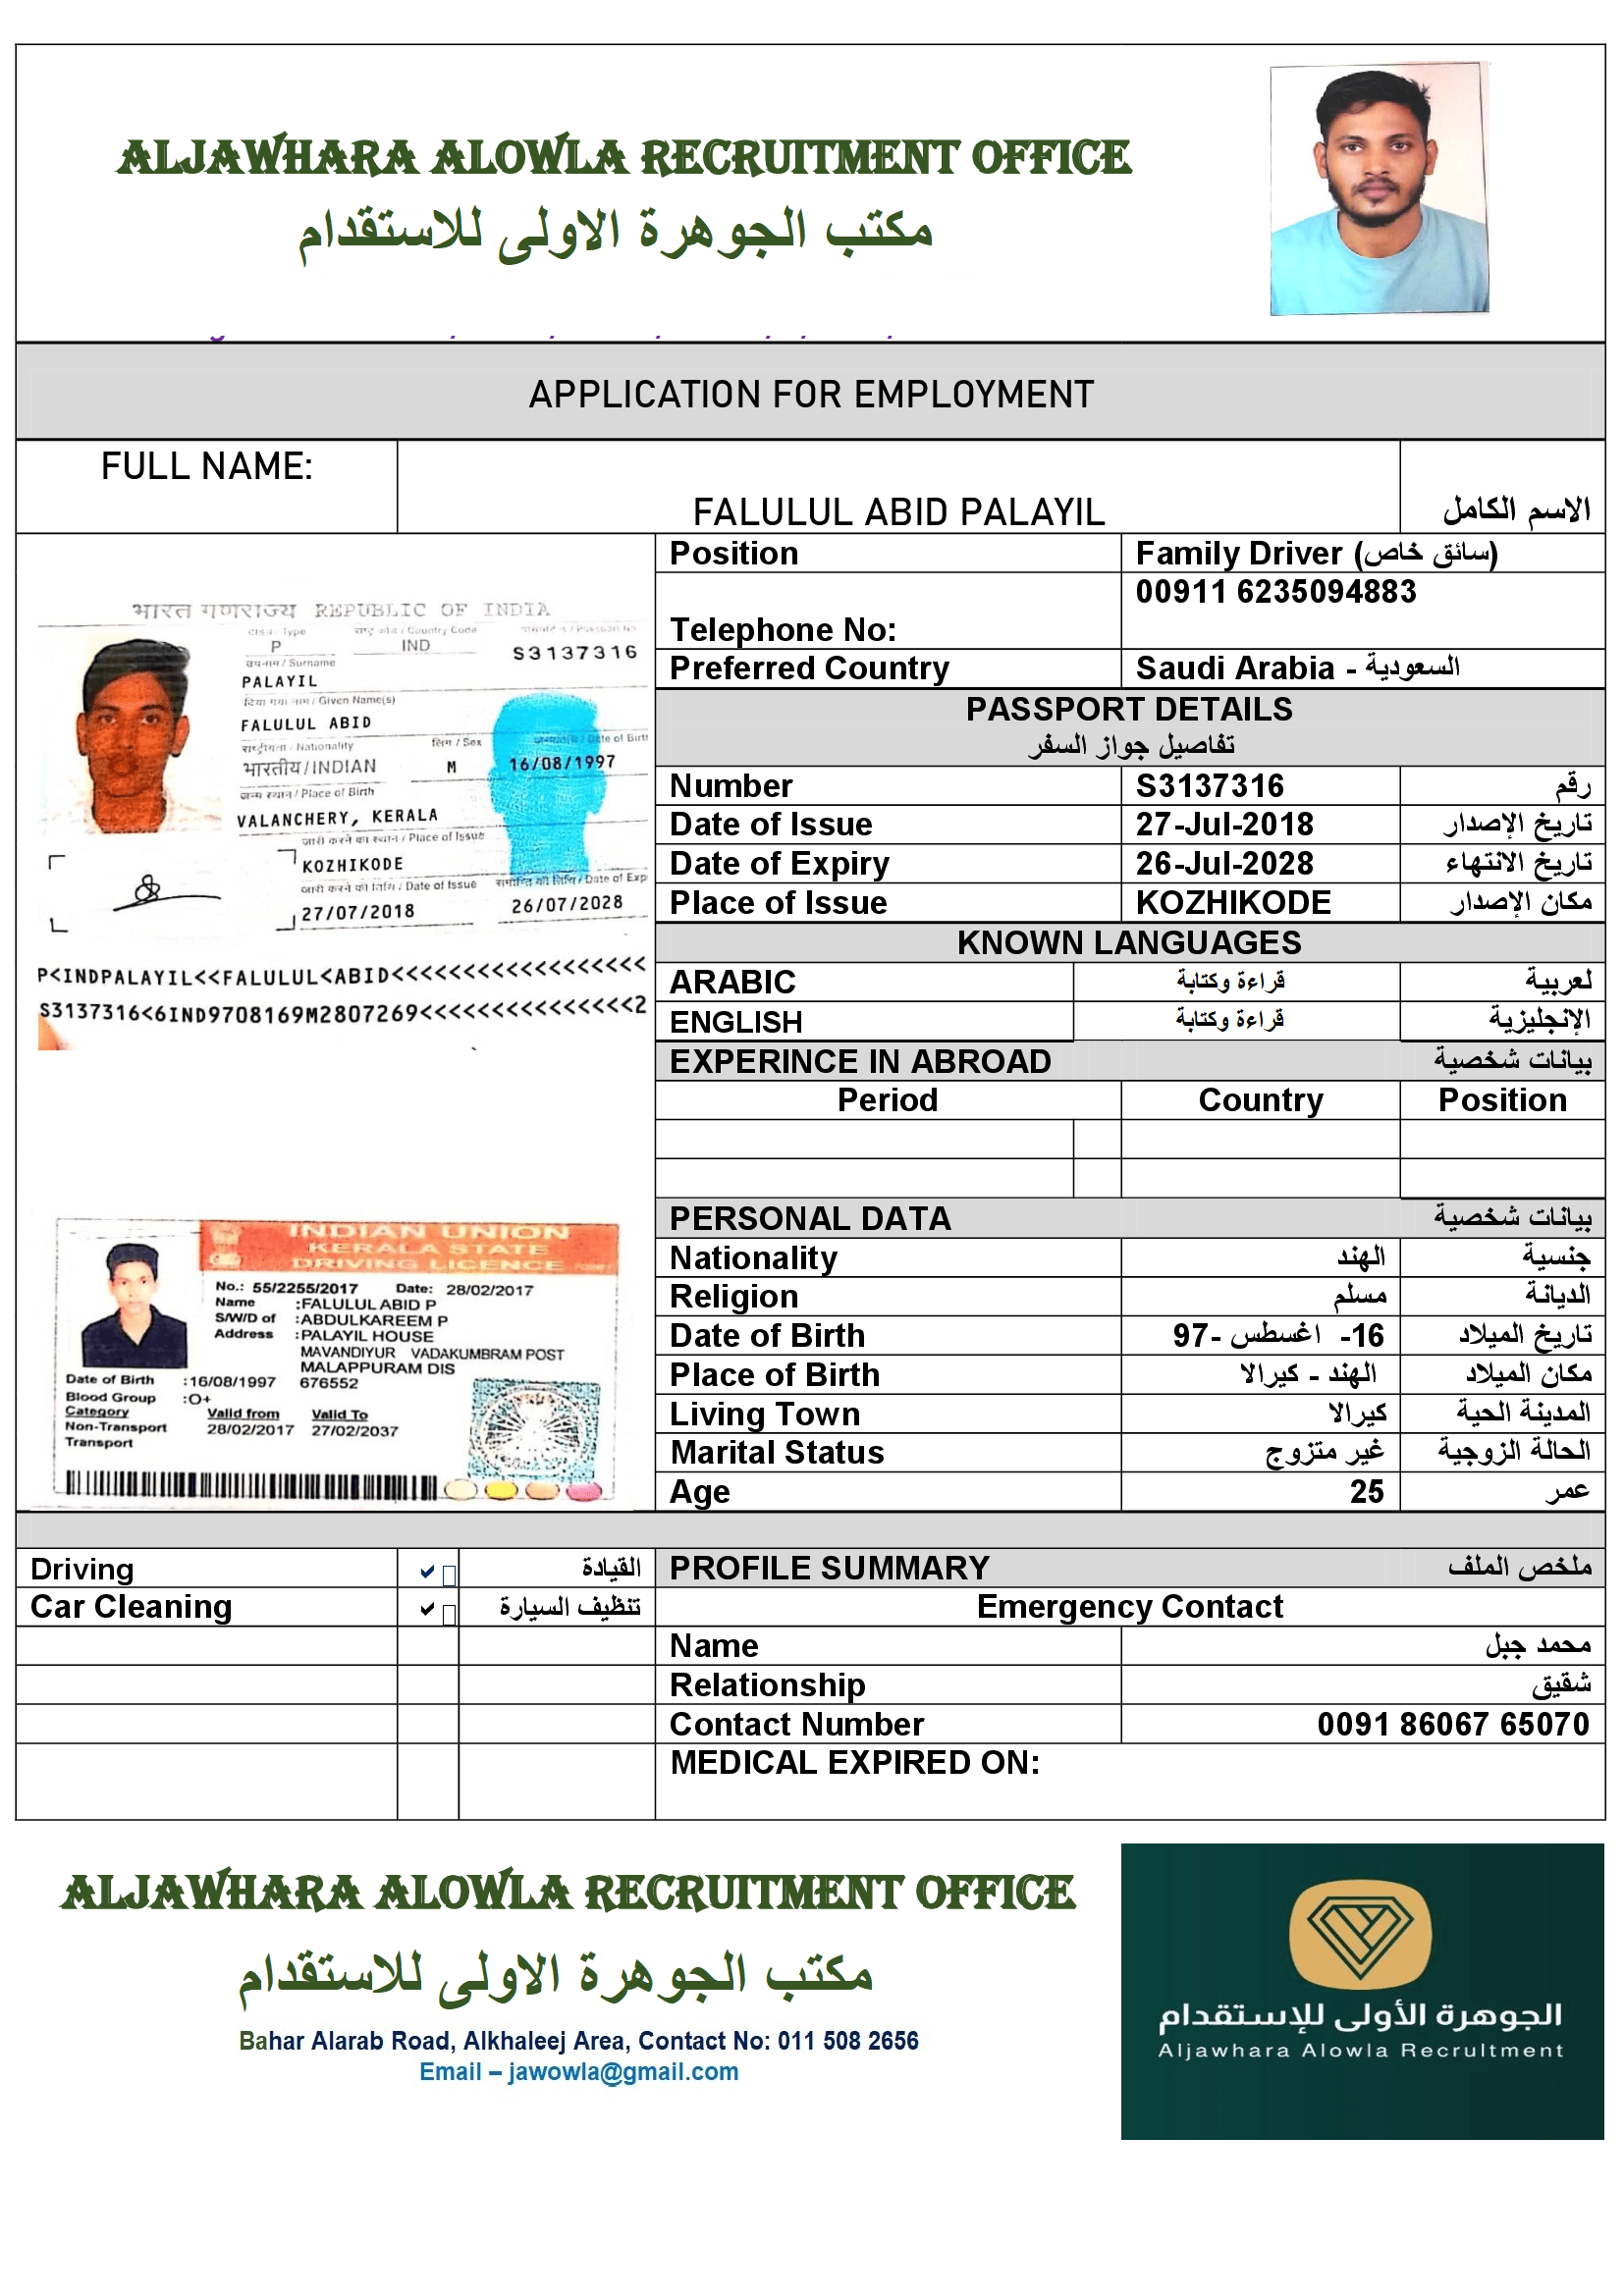 ALJAWHARA ALOWLA RECRUITMENT OFFICE
مكتب الجوهرة الاولى للاستقدام
APPLICATION FOR EMPLOYMENT
FULL NAME:
FALULUL ABID PALAYIL
الاسم الكامل
Position Family Driver (سائق خاص)
Telephone No: 00911 6235094883
Preferred Country Saudi Arabia - السعودية
PASSPORT DETAILS
تفاصيل جواز السفر
Number S3137316 رقم
Date of Issue 27-Jul-2018 تاريخ الإصدار
Date of Expiry 26-Jul-2028 تاريخ الانتهاء
Place of Issue KOZHIKODE مكان الإصدار
KNOWN LANGUAGES
ARABIC قراءة وكتابة لعربية
ENGLISH قراءة وكتابة الإنجليزية
EXPERINCE IN ABROAD بيانات شخصية
Period Country Position
PERSONAL DATA بيانات شخصية
Nationality الهند جنسية
Religion مسلم الديانة
Date of Birth 16- اغسطس -97 تاريخ الميلاد
Place of Birth الهند - كيرالا مكان الميلاد
Living Town كيرالا المدينة الحية
Marital Status غير متزوج الحالة الزوجية
Age 25 عمر
भारत गणराज्य REPUBLIC OF INDIA
Type राष्ट्र कोड / Country Code
P IND S3137316
उपनाम / Surname
PALAYIL
दिया गया नाम / Given Name(s)
FALULUL ABID
राष्ट्रीयता / Nationality लिंग / Sex Date of Birt
भारतीय/INDIAN M 16/08/1997
जन्म स्थान / Place of Birth
VALANCHERY, KERALA
जारी करने का स्थान / Place of Issue
KOZHIKODE
जारी करने की तिथि / Date of Issue समाप्ति की तिथि / Date of Exp
27/07/2018 26/07/2028
P<INDPALAYIL<<FALULUL<ABID<<<<<<<<<<<<<<<<<<
S3137316<6IND9708169M2807269<<<<<<<<<<<<<<<2
INDIAN UNION
KERALA STATE
DRIVING LICENCE
No.: 55/2255/2017 Date: 28/02/2017
Name :FALULUL ABID P
S/W/D of :ABDULKAREEM P
Address :PALAYIL HOUSE
MAVANDIYUR VADAKUMBRAM POST
MALAPPURAM DIS
Date of Birth :16/08/1997 676552
Blood Group :O+
Category Valid from Valid To
Non-Transport 28/02/2017 27/02/2037
Transport
Driving القيادة
Car Cleaning تنظيف السيارة
PROFILE SUMMARY ملخص الملف
Emergency Contact
Name محمد جبل
Relationship شقيق
Contact Number 0091 86067 65070
MEDICAL EXPIRED ON:
ALJAWHARA ALOWLA RECRUITMENT OFFICE
مكتب الجوهرة الاولى للاستقدام
Bahar Alarab Road, Alkhaleej Area, Contact No: 011 508 2656
Email – jawowla@gmail.com
الجوهرة الأولى للإستقدام
Aljawhara Alowla Recruitment